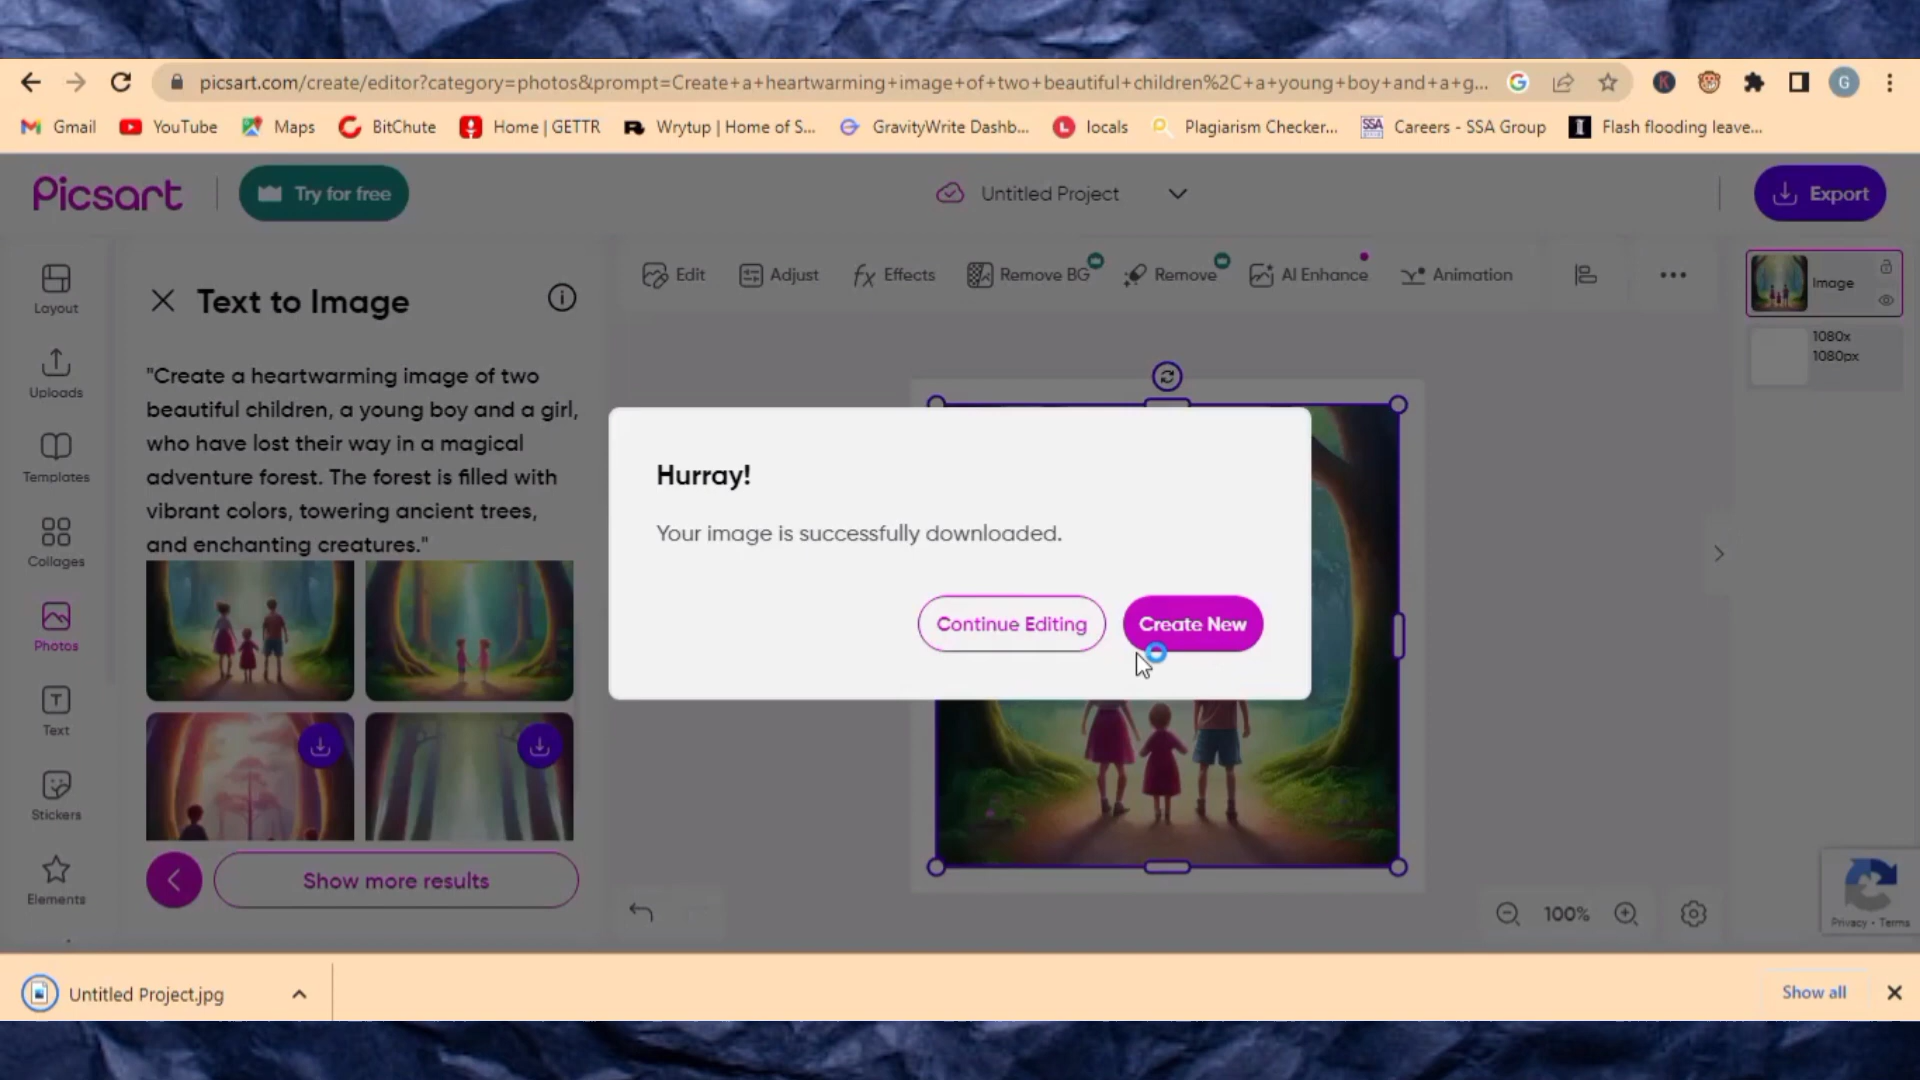 picsart.com/create/editor?category=photos&prompt=Create+a+heartwarming+image+of+two+beautiful+children%2C+a+young+boy+and+a+g...
G
Gmail YouTube Maps BitChute Home | GETTR Wrytup | Home of S... GravityWrite Dashb... locals Plagiarism Checker... SSA Careers - SSA Group Flash flooding leave...
Picsart Try for free Untitled Project Export
Edit Adjust fx Effects Remove BG Remove AI Enhance Animation
Layout
Uploads
Templates
Collages
Photos
Text
Stickers
Elements
Text to Image
"Create a heartwarming image of two
beautiful children, a young boy and a girl,
who have lost their way in a magical
adventure forest. The forest is filled with
vibrant colors, towering ancient trees,
and enchanting creatures."
Show more results
Hurray!
Your image is successfully downloaded.
Continue Editing Create New
Image
1080x
1080px
100%
Privacy - Terms
Untitled Project.jpg Show all